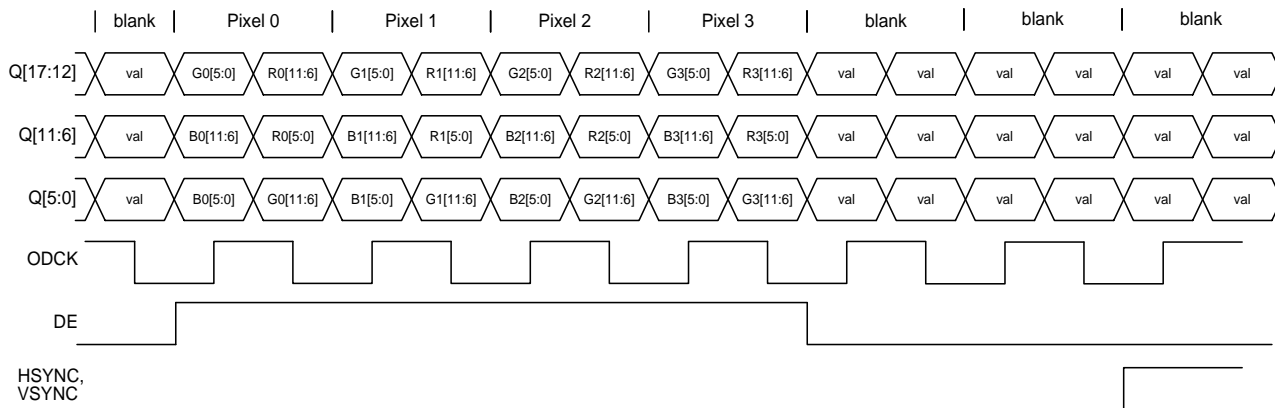 blank Pixel 0 Pixel 1 Pixel 2 Pixel 3 blank blank blank
Q[17:12] val G0[5:0] R0[11:6] G1[5:0] R1[11:6] G2[5:0] R2[11:6] G3[5:0] R3[11:6] val val val val val val
Q[11:6] val B0[11:6] R0[5:0] B1[11:6] R1[5:0] B2[11:6] R2[5:0] B3[11:6] R3[5:0] val val val val val val
Q[5:0] val B0[5:0] G0[11:6] B1[5:0] G1[11:6] B2[5:0] G2[11:6] B3[5:0] G3[11:6] val val val val val val
ODCK
DE
HSYNC,
VSYNC